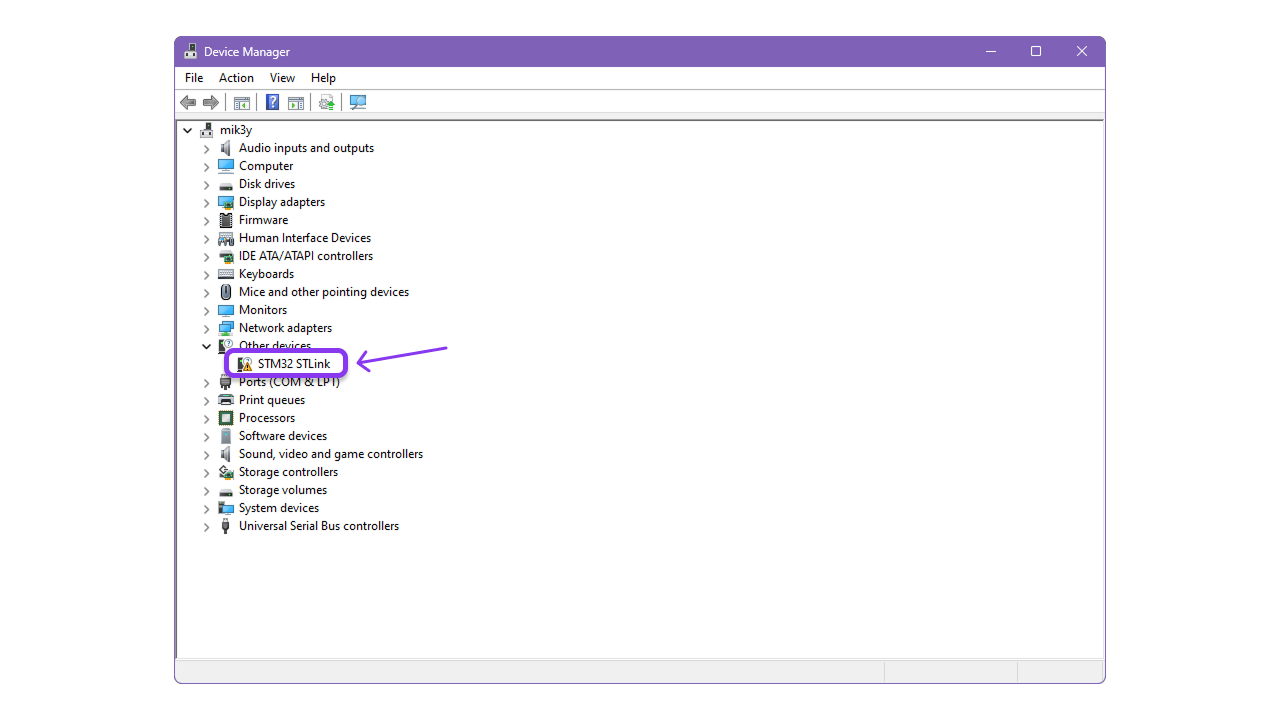 Device Manager
File Action View Help
mik3y
Audio inputs and outputs
Computer
Disk drives
Display adapters
Firmware
Human Interface Devices
IDE ATA/ATAPI controllers
Keyboards
Mice and other pointing devices
Monitors
Network adapters
Other devices
STM32 STLink
Ports (COM & LPT)
Print queues
Processors
Software devices
Sound, video and game controllers
Storage controllers
Storage volumes
System devices
Universal Serial Bus controllers